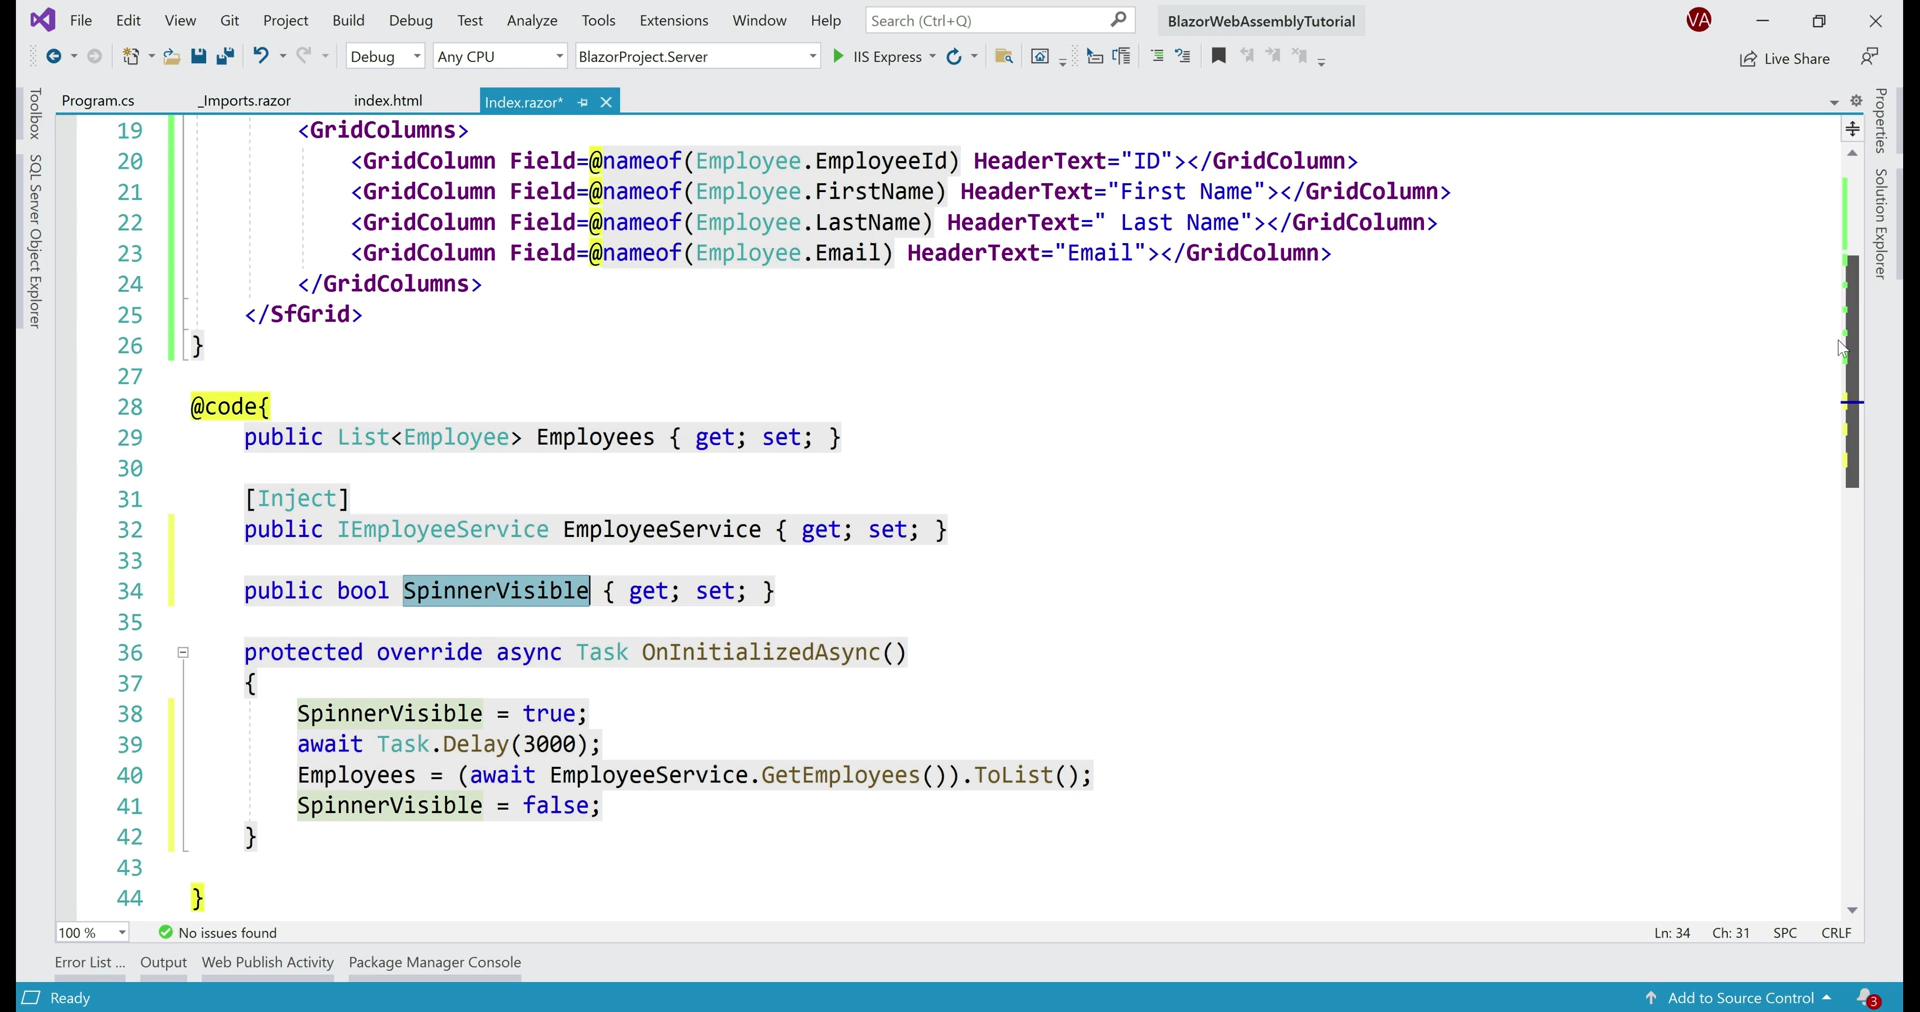 File Edit View Git Project Build Debug Test Analyze Tools Extensions Window Help Search (Ctrl+Q) BlazorWebAssemblyTutorial VA
Debug Any CPU BlazorProject.Server IIS Express Live Share
Program.cs _Imports.razor index.html Index.razor*
Toolbox
SQL Server Object Explorer
Properties
Solution Explorer
19 <GridColumns>
20 <GridColumn Field=@nameof(Employee.EmployeeId) HeaderText="ID"></GridColumn>
21 <GridColumn Field=@nameof(Employee.FirstName) HeaderText="First Name"></GridColumn>
22 <GridColumn Field=@nameof(Employee.LastName) HeaderText=" Last Name"></GridColumn>
23 <GridColumn Field=@nameof(Employee.Email) HeaderText="Email"></GridColumn>
24 </GridColumns>
25 </SfGrid>
26 }
27
28 @code{
29 public List<Employee> Employees { get; set; }
30
31 [Inject]
32 public IEmployeeService EmployeeService { get; set; }
33
34 public bool SpinnerVisible { get; set; }
35
36 protected override async Task OnInitializedAsync()
37 {
38 SpinnerVisible = true;
39 await Task.Delay(3000);
40 Employees = (await EmployeeService.GetEmployees()).ToList();
41 SpinnerVisible = false;
42 }
43
44 }
100 % No issues found Ln: 34 Ch: 31 SPC CRLF
Error List ... Output Web Publish Activity Package Manager Console
Ready Add to Source Control 3